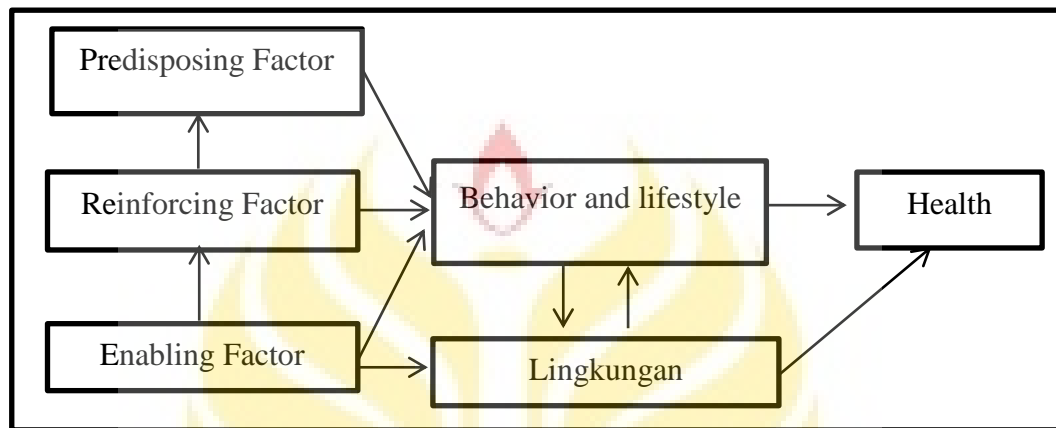 Predisposing Factor
Reinforcing Factor
Behavior and lifestyle
Health
Enabling Factor
Lingkungan